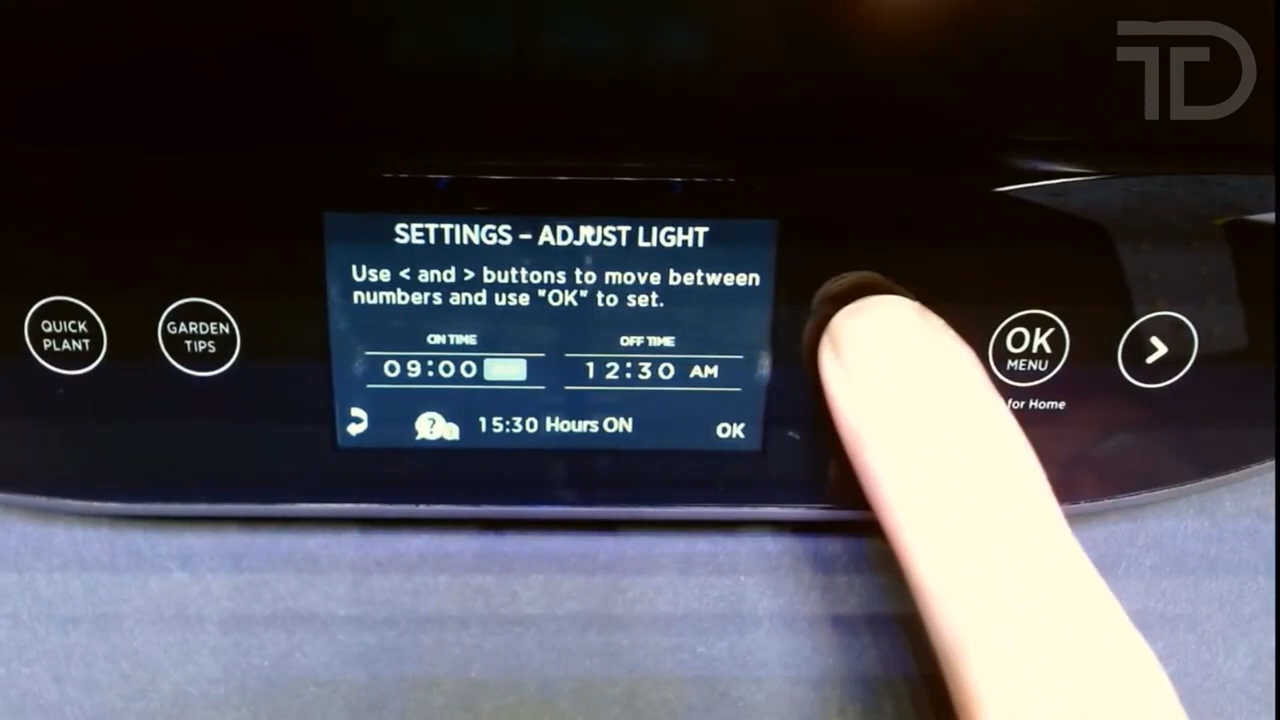 TD
SETTINGS – ADJUST LIGHT
Use < and > buttons to move between
numbers and use "OK" to set.
QUICK
PLANT
GARDEN
TIPS
OK
MENU
>
for Home
ON TIME
OFF TIME
09:00
12:30 AM
?
15:30 Hours ON
OK